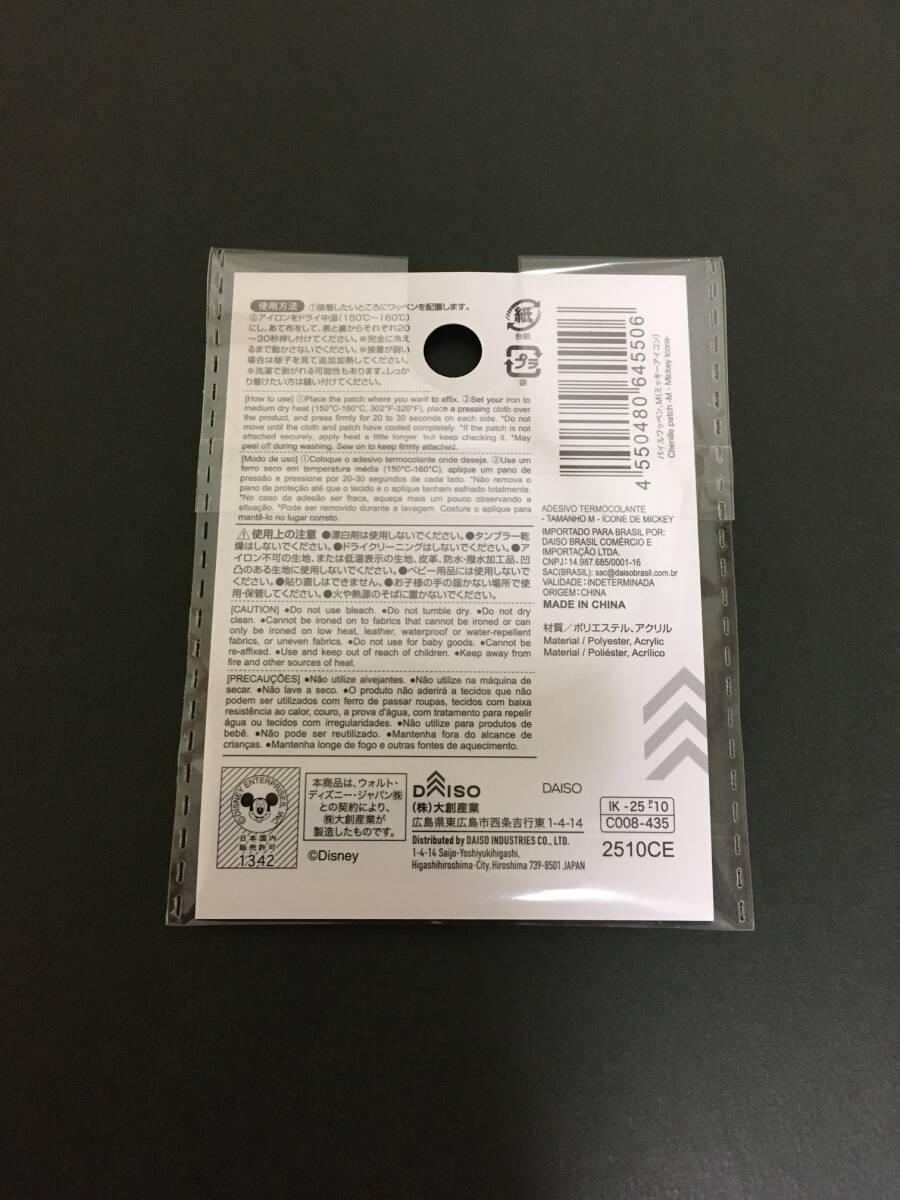 使用方法 ①接着したいところにワッペンを配置します。
②アイロンをドライ中温(150℃〜160℃)
にし、あて布をして、表と裏からそれぞれ20
〜30秒押し付けてください。※完全に冷え
るまで動かさないでください。※接着が弱い
場合は様子を見て追加加熱してください。
※洗濯で剥がれる可能性もあります。しっか
り着けたい方は縫い付けてください。
[How to use] ①Place the patch where you want to affix. ②Set your iron to
medium dry heat (150°C-160°C, 302°F-320°F), place a pressing cloth over
the product, and press firmly for 20 to 30 seconds on each side. *Do not
move until the cloth and patch have cooled completely. *If the patch is not
attached securely, apply heat a little longer, but keep checking it. *May
peel off during washing. Sew on to keep firmly attached.
[Modo de uso] ①Coloque o adesivo termocolante onde deseja. ②Use um
ferro seco em temperatura média (150°C-160°C), aplique um pano de
pressão e pressione por 20-30 segundos de cada lado. *Não remova o
pano de proteção até que o tecido e o aplique tenham esfriado totalmente.
*No caso da adesão ser fraca, aqueça mais um pouco observando a
situação. *Pode ser removido durante a lavagem. Costure o aplique para
mantê-lo no lugar correto.
使用上の注意 ●漂白剤は使用しないでください。●タンブラー乾
燥はしないでください。●ドライクリーニングはしないでください。●ア
イロン不可の生地、または低温表示の生地、皮革、防水・撥水加工品、凹
凸のある生地に使用しないでください。●ベビー用品には使用しないで
ください。●貼り直しはできません。●お子様の手の届かない場所で使
用・保管してください。●火や熱源のそばに置かないでください。
[CAUTION] ●Do not use bleach. ●Do not tumble dry. ●Do not dry
clean. ●Cannot be ironed on to fabrics that cannot be ironed or can
only be ironed on low heat, leather, waterproof or water-repellent
fabrics, or uneven fabrics. ●Do not use for baby goods. ●Cannot be
re-affixed. ●Use and keep out of reach of children. ●Keep away from
fire and other sources of heat.
[PRECAUÇÕES] ●Não utilize alvejantes. ●Não utilize na máquina de
secar. ●Não lave a seco. ●O produto não aderirá a tecidos que não
podem ser utilizados com ferro de passar roupas, tecidos com baixa
resistência ao calor, couro, a prova d'água, com tratamento para repelir
água ou tecidos com irregularidades. ●Não utilize para produtos de
bebê. ●Não pode ser reutilizado. ●Mantenha fora do alcance de
crianças. ●Mantenha longe de fogo e outras fontes de aquecimento.
紙
台紙
プラ
袋
4 550480 645506
パイルワッペン、M(ミッキーアイコン)
Chenille patch -M - Mickey Icons-
ADESIVO TERMOCOLANTE
- TAMANHO M - ÍCONE DE MICKEY
IMPORTADO PARA BRASIL POR:
DAISO BRASIL COMÉRCIO E
IMPORTAÇÃO LTDA.
CNPJ: 14.987.685/0001-16
SAC(BRASIL): sac@daisobrasil.com.br
VALIDADE: INDETERMINADA
ORIGEM: CHINA
MADE IN CHINA
材質/ポリエステル、アクリル
Material / Polyester, Acrylic
Material / Poliéster, Acrílico
©DISNEY ENTERPRISES, INC.
日本国内
販売許可
1342
本商品は、ウォルト・
ディズニー・ジャパン㈱
との契約により、
㈱大創産業が
製造したものです。
©Disney
DAISO
(株)大創産業
広島県東広島市西条吉行東1-4-14
Distributed by DAISO INDUSTRIES CO., LTD.
1-4-14 Saijo-Yoshiyukihigashi,
Higashihiroshima-City, Hiroshima 739-8501 JAPAN
DAISO
IK - 25 P 10
C008-435
2510CE